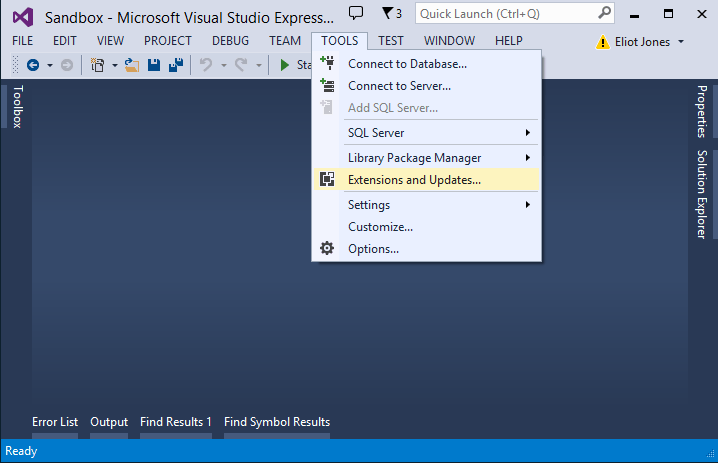 Sandbox - Microsoft Visual Studio Express... 3 Quick Launch (Ctrl+Q)
FILE EDIT VIEW PROJECT DEBUG TEAM TOOLS TEST WINDOW HELP Eliot Jones
Sta
Toolbox
Connect to Database...
Connect to Server...
Add SQL Server...
SQL Server
Library Package Manager
Extensions and Updates...
Settings
Customize...
Options...
Properties
Solution Explorer
Error List Output Find Results 1 Find Symbol Results
Ready